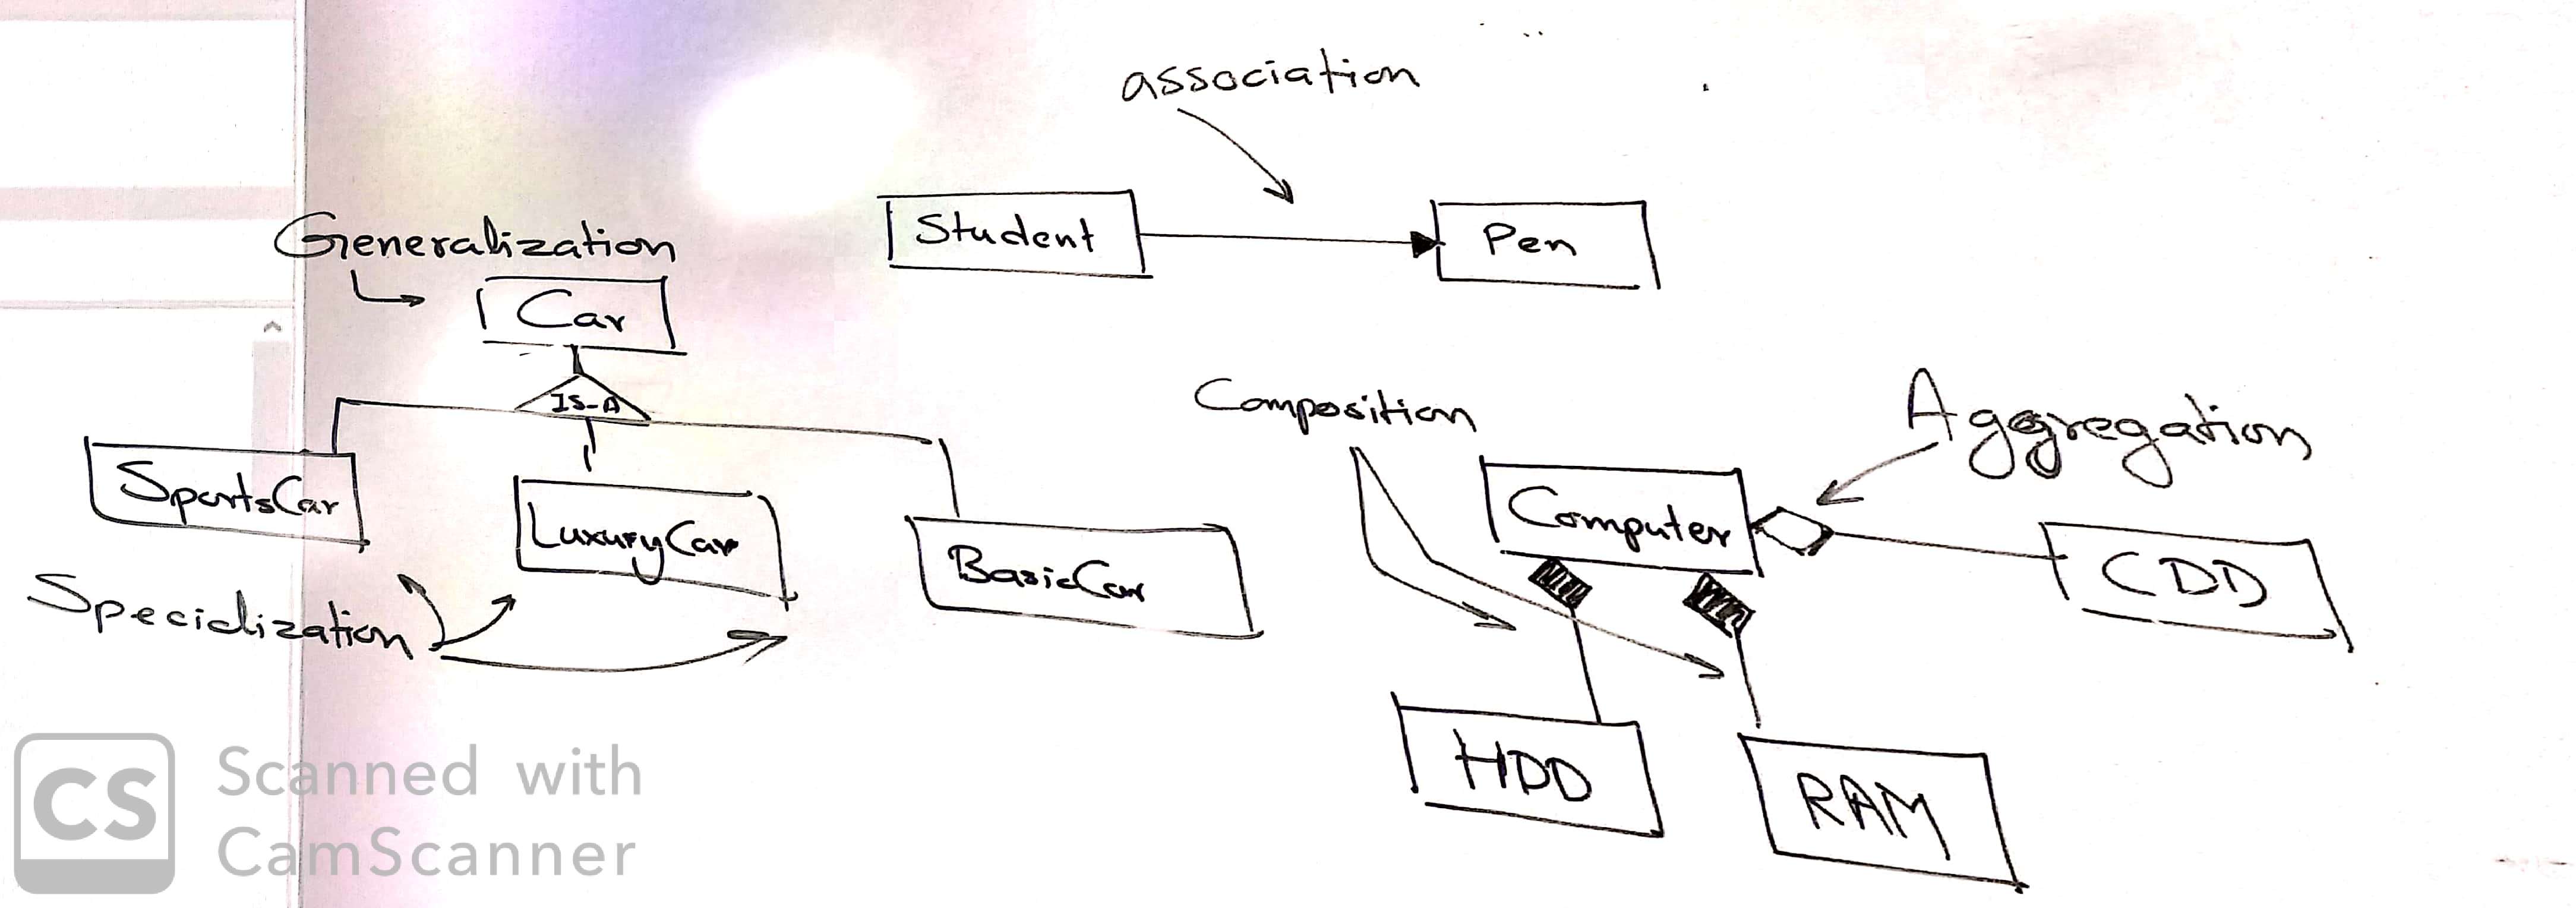 association
Student
Pen
Generalization
Car
IS-A
SportsCar
LuxuryCar
BasicCar
Specialization
Composition
Aggregation
Computer
CDD
HDD
RAM
CS
Scanned with
CamScanner